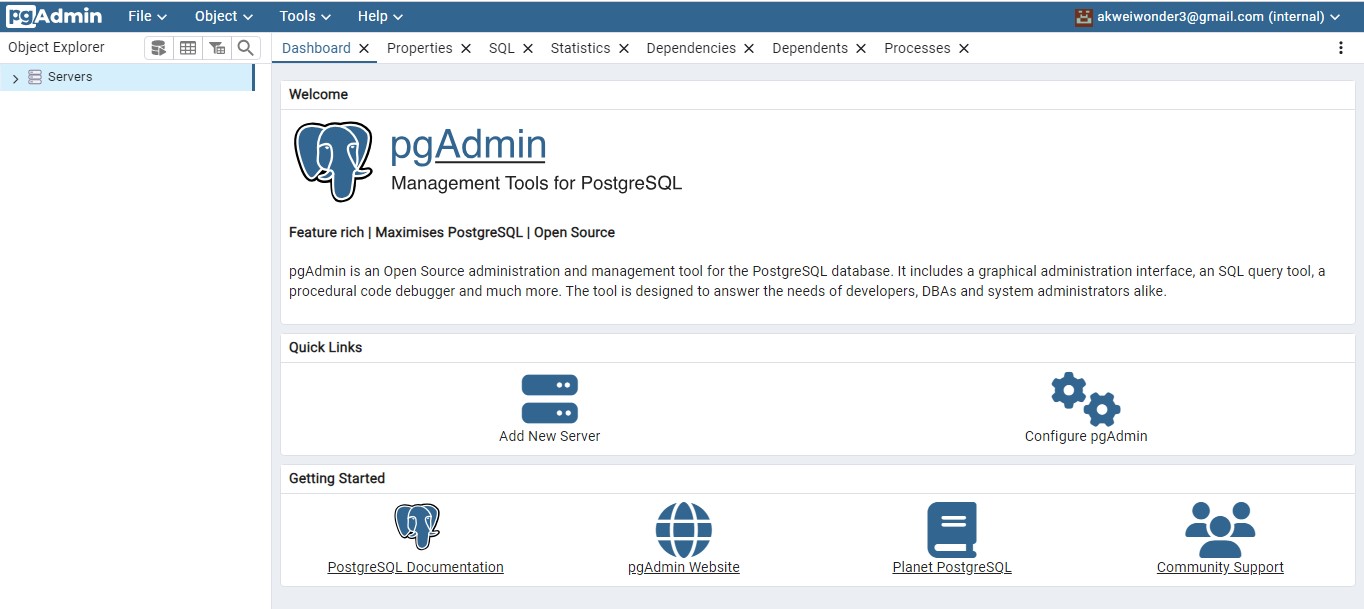 pgAdmin File Object Tools Help akweiwonder3@gmail.com (internal)
Object Explorer Dashboard Properties SQL Statistics Dependencies Dependents Processes
Servers
Welcome
pgAdmin
Management Tools for PostgreSQL
Feature rich | Maximises PostgreSQL | Open Source
pgAdmin is an Open Source administration and management tool for the PostgreSQL database. It includes a graphical administration interface, an SQL query tool, a
procedural code debugger and much more. The tool is designed to answer the needs of developers, DBAs and system administrators alike.
Quick Links
Add New Server Configure pgAdmin
Getting Started
PostgreSQL Documentation pgAdmin Website Planet PostgreSQL Community Support